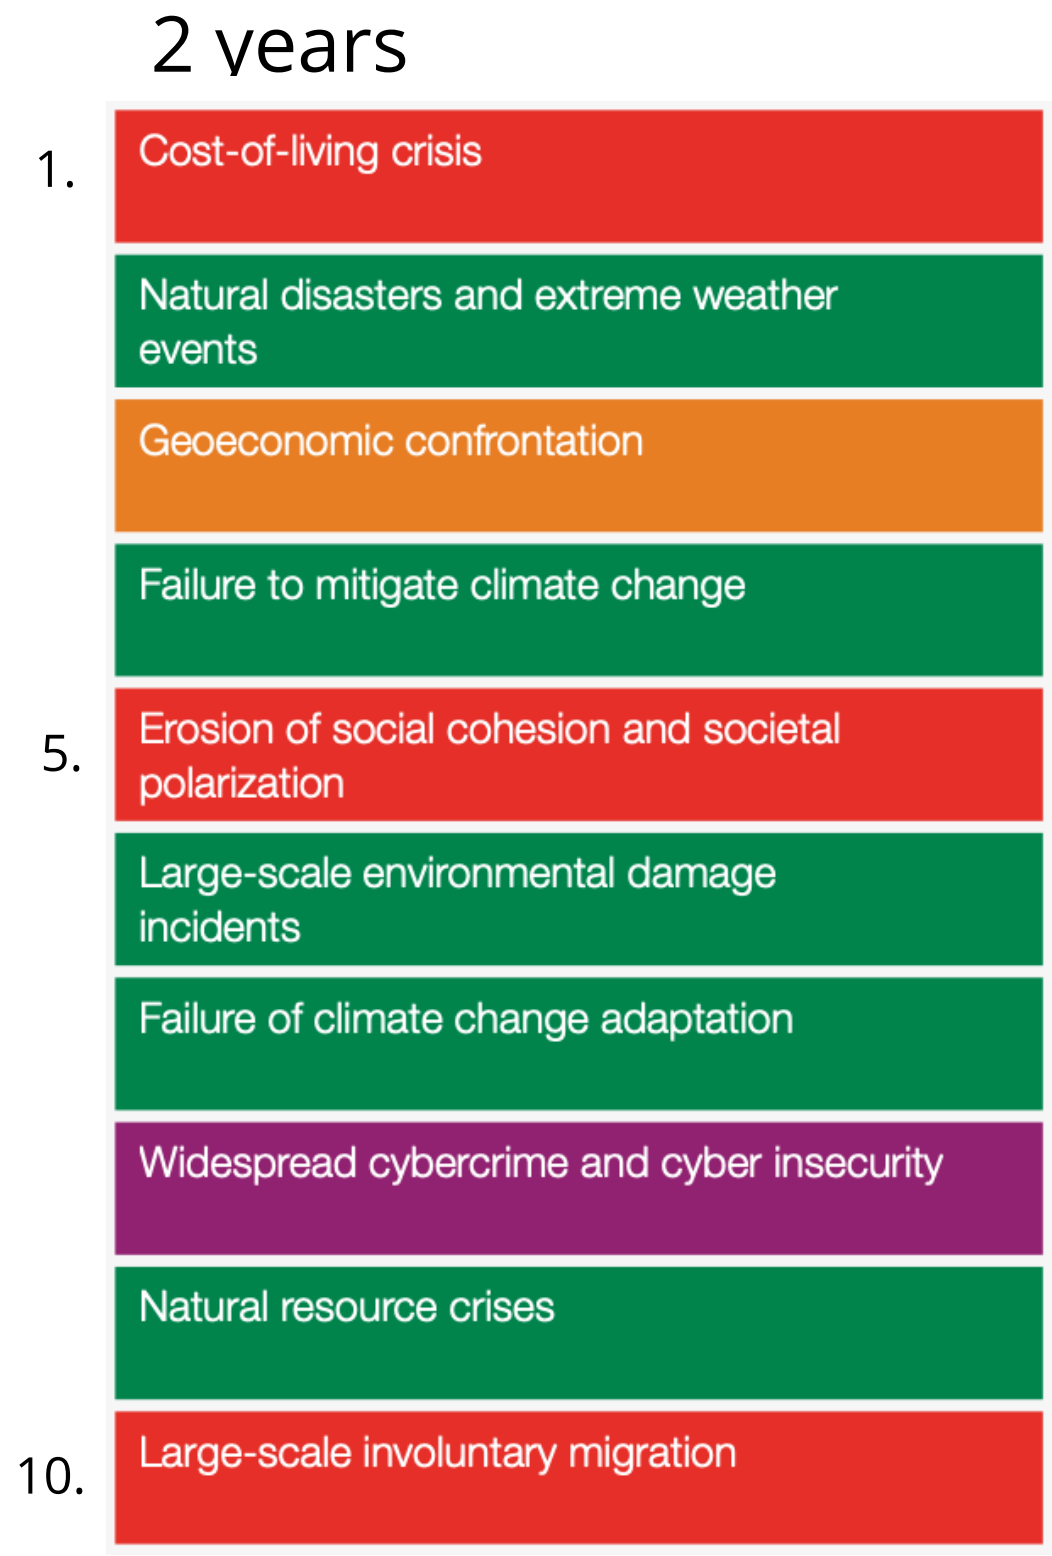 2 years
1.
Cost-of-living crisis
Natural disasters and extreme weather
events
Geoeconomic confrontation
Failure to mitigate climate change
5.
Erosion of social cohesion and societal
polarization
Large-scale environmental damage
incidents
Failure of climate change adaptation
Widespread cybercrime and cyber insecurity
Natural resource crises
10.
Large-scale involuntary migration